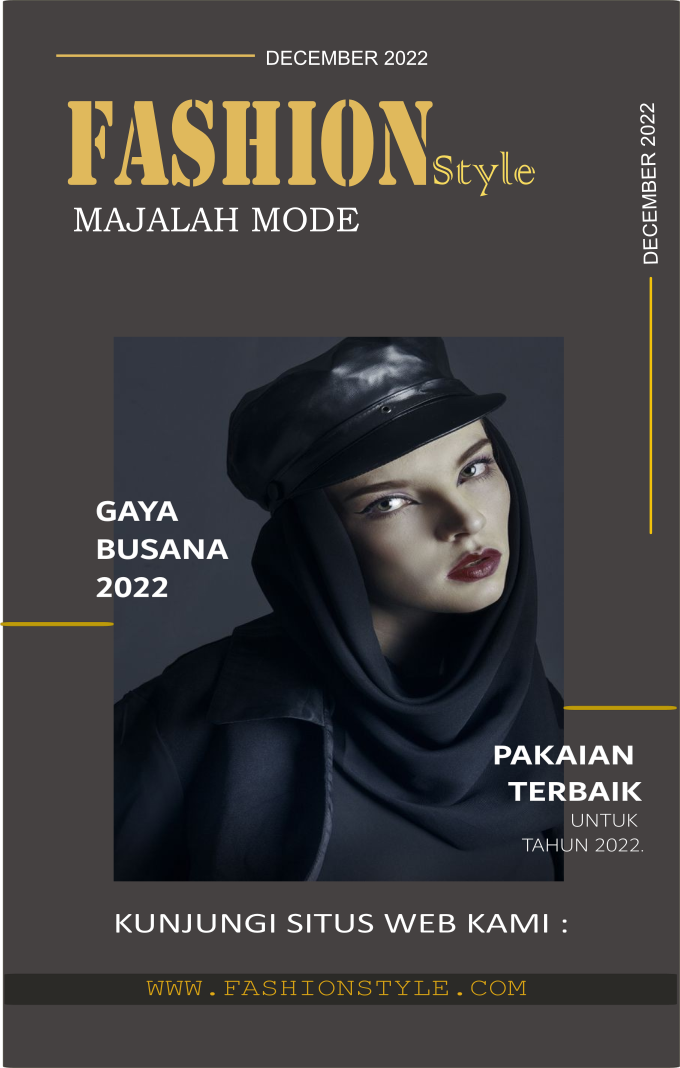 DECEMBER 2022
FASHION Style
MAJALAH MODE
DECEMBER 2022
GAYA
BUSANA
2022
PAKAIAN
TERBAIK
UNTUK
TAHUN 2022.
KUNJUNGI SITUS WEB KAMI :
WWW.FASHIONSTYLE.COM